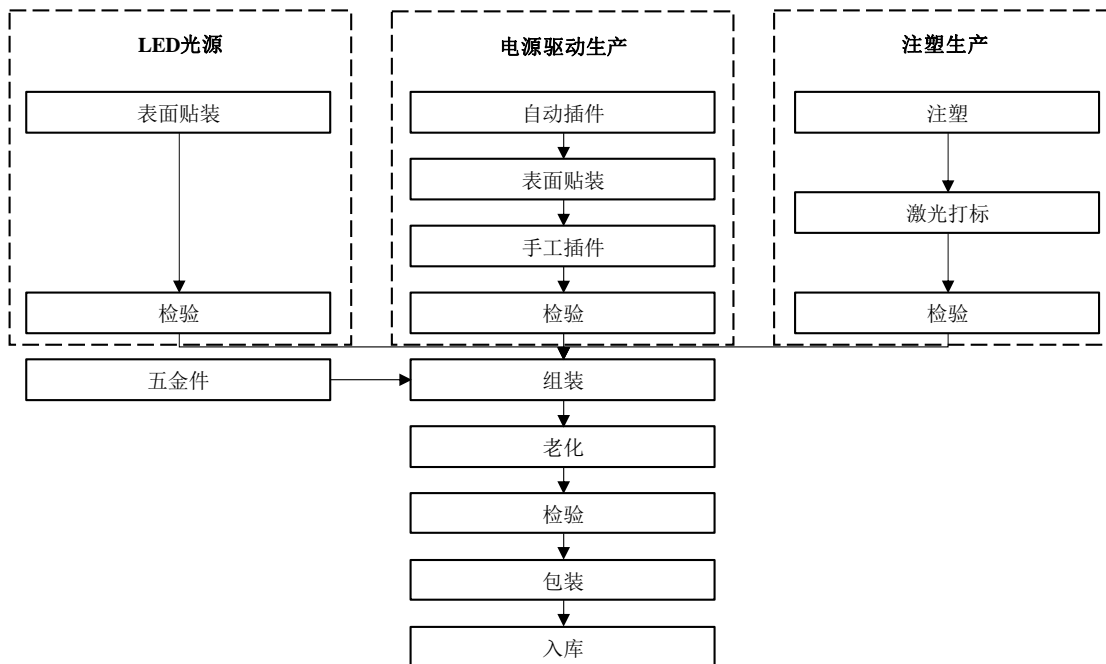 LED光源
表面贴装
检验
电源驱动生产
自动插件
表面贴装
手工插件
检验
注塑生产
注塑
激光打标
检验
五金件
组装
老化
检验
包装
入库